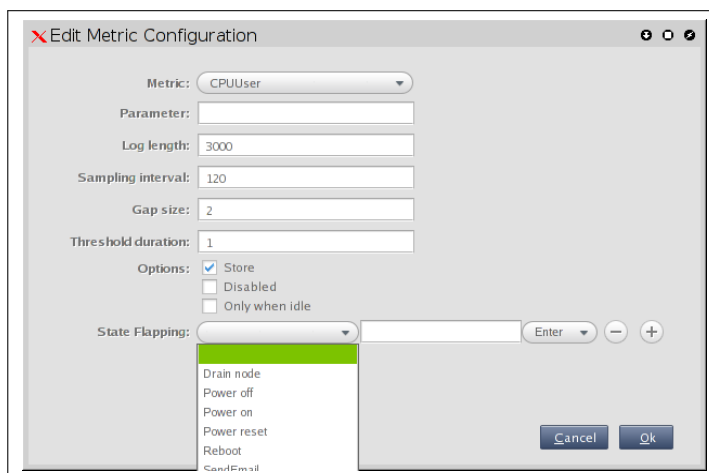 Edit Metric Configuration
Metric: CPUUser
Parameter:
Log length: 3000
Sampling interval: 120
Gap size: 2
Threshold duration: 1
Options: Store
Disabled
Only when idle
State Flapping: Enter
Drain node
Power off
Power on
Power reset
Reboot
SendEmail
Cancel Ok